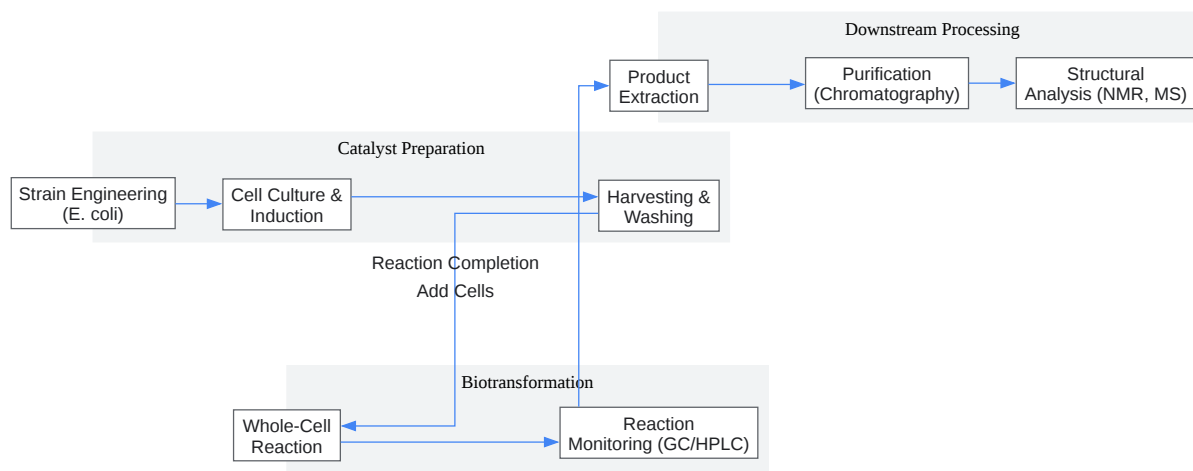 Downstream Processing
Product
Extraction
Purification
(Chromatography)
Structural
Analysis (NMR, MS)
Catalyst Preparation
Strain Engineering
(E. coli)
Cell Culture &
Induction
Harvesting &
Washing
Reaction Completion
Add Cells
Biotransformation
Whole-Cell
Reaction
Reaction
Monitoring (GC/HPLC)